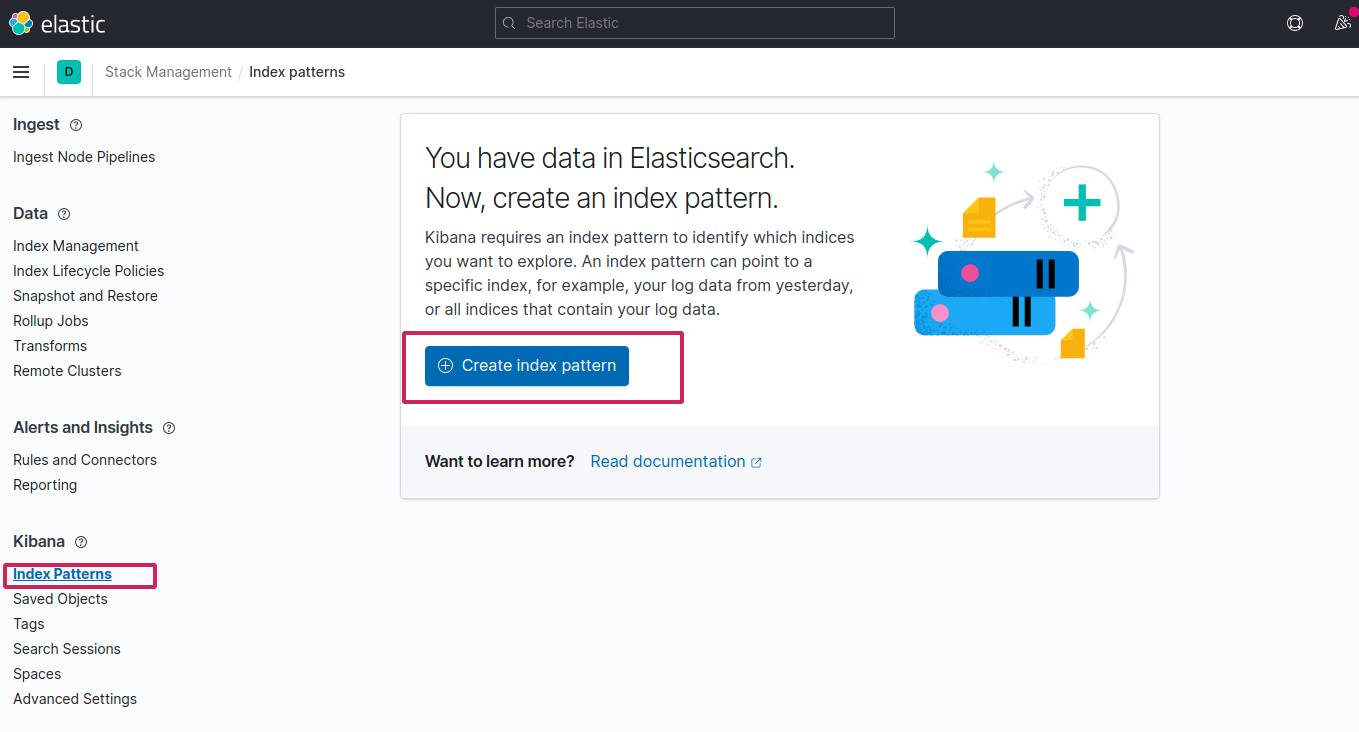 elastic
Search Elastic
D
Stack Management / Index patterns
Ingest
Ingest Node Pipelines
Data
Index Management
Index Lifecycle Policies
Snapshot and Restore
Rollup Jobs
Transforms
Remote Clusters
Alerts and Insights
Rules and Connectors
Reporting
Kibana
Index Patterns
Saved Objects
Tags
Search Sessions
Spaces
Advanced Settings
You have data in Elasticsearch.
Now, create an index pattern.
Kibana requires an index pattern to identify which indices
you want to explore. An index pattern can point to a
specific index, for example, your log data from yesterday,
or all indices that contain your log data.
Create index pattern
Want to learn more? Read documentation